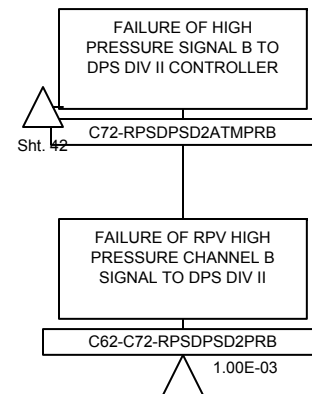 FAILURE OF HIGH
PRESSURE SIGNAL B TO
DPS DIV II CONTROLLER
C72-RPSDPSD2ATMPRB
Sht. 42
FAILURE OF RPV HIGH
PRESSURE CHANNEL B
SIGNAL TO DPS DIV II
C62-C72-RPSDPSD2PRB
1.00E-03